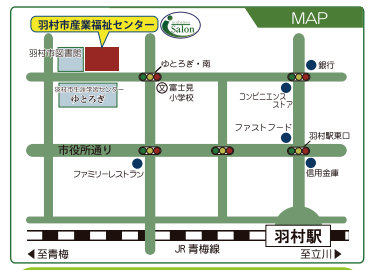 MAP
羽村市産業福祉センター
iSalon
羽村市図書館
ゆとろぎ・南
銀行
羽村市生涯学習センター
ゆとろぎ
文 富士見
小学校
コンビニエンス
ストア
ファストフード
羽村駅東口
市役所通り
ファミリーレストラン
信用金庫
羽村駅
JR 青梅線
至青梅
至立川